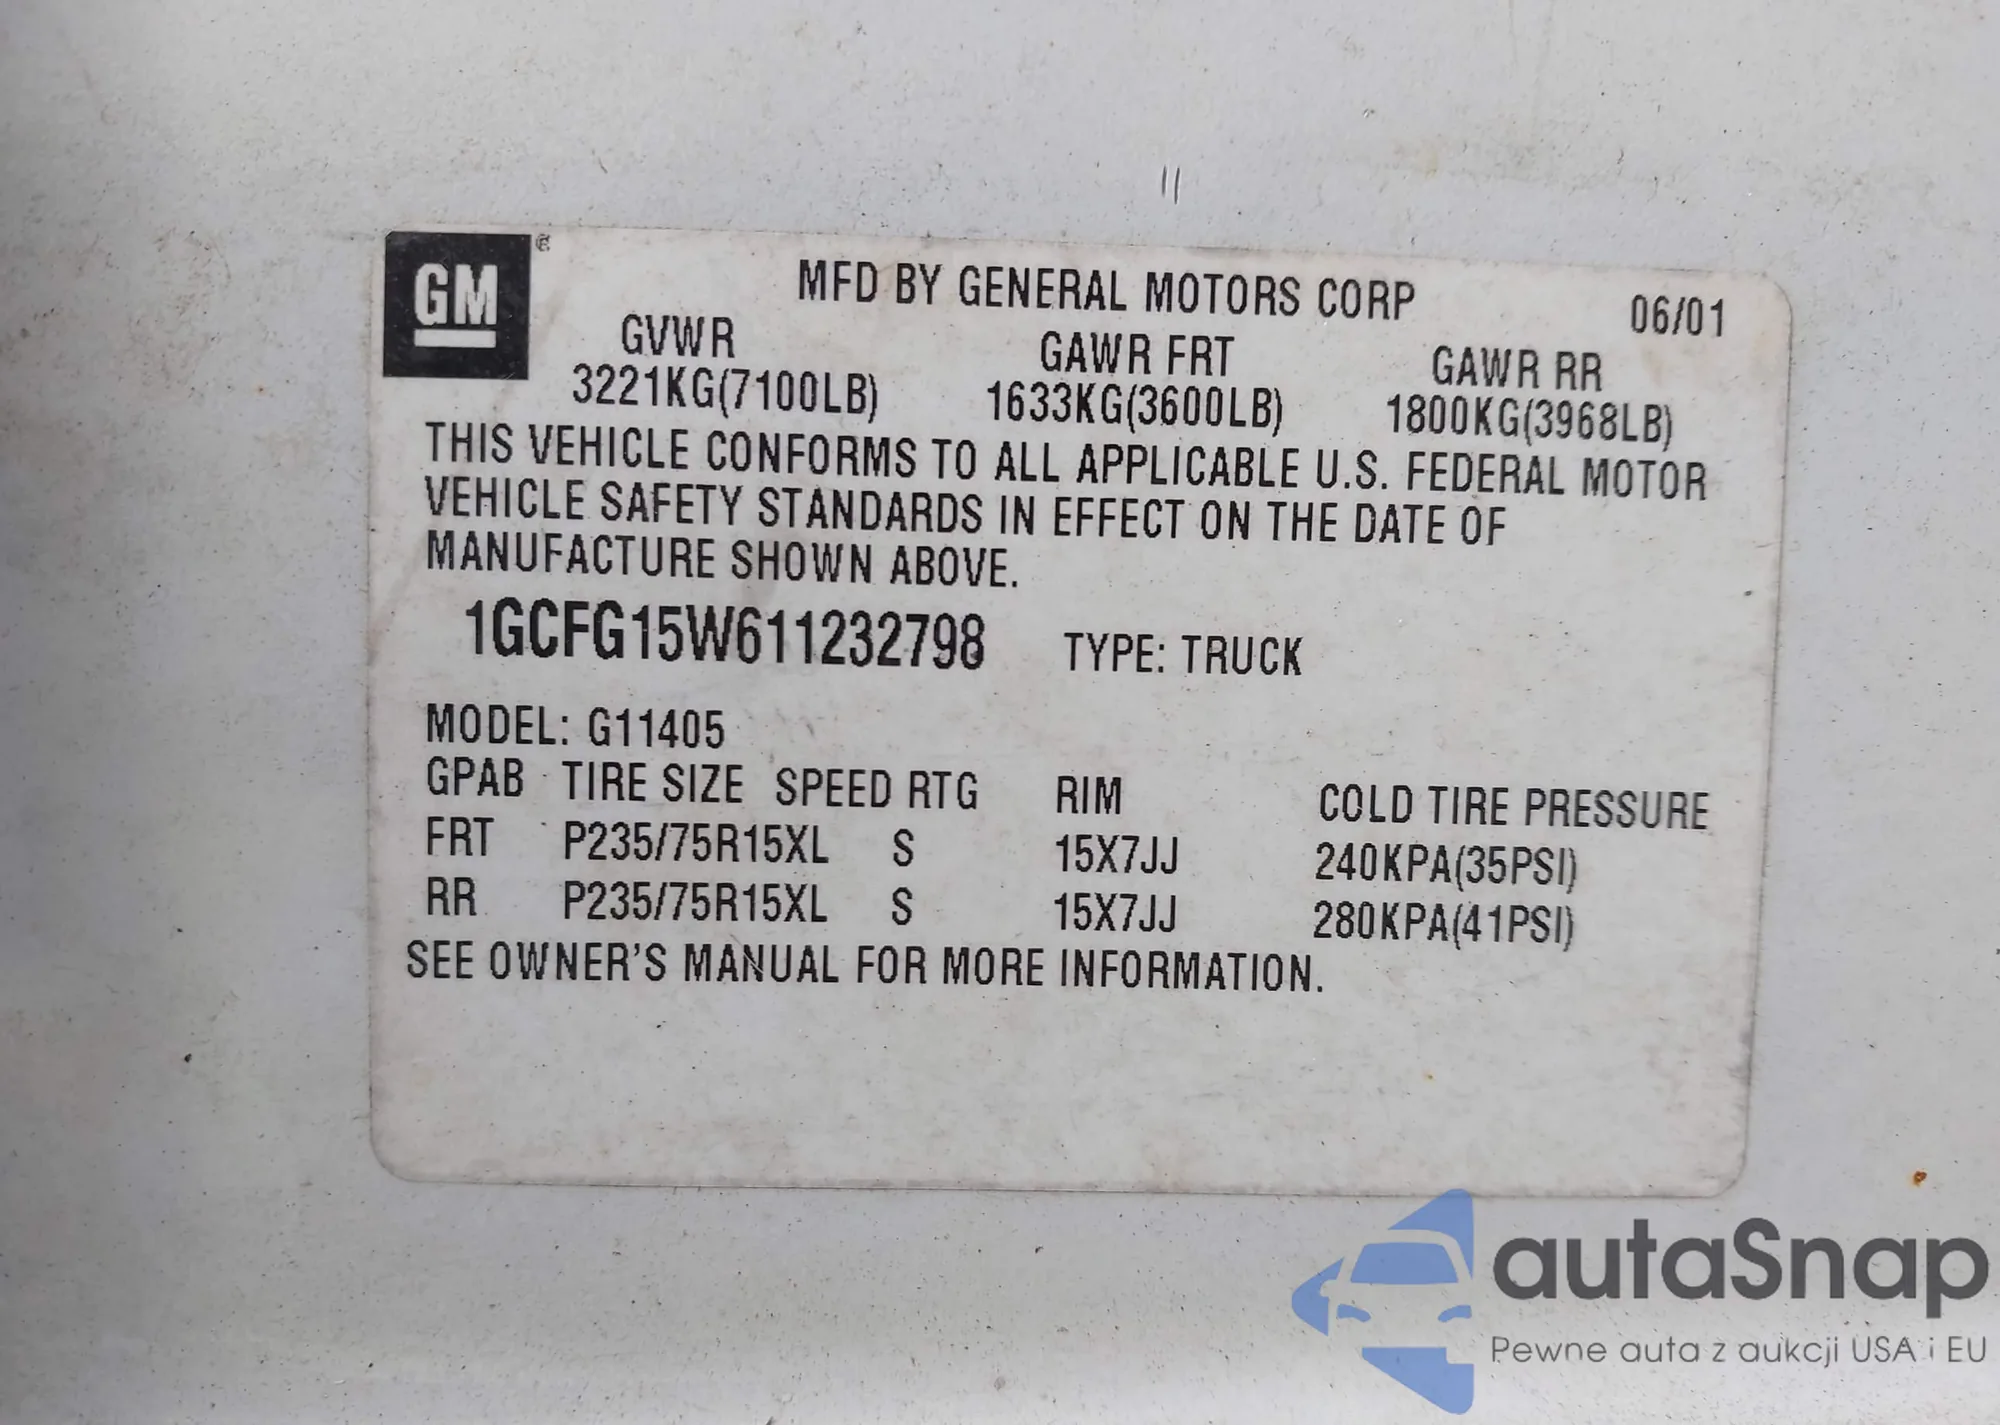 GM®
MFD BY GENERAL MOTORS CORP 06/01
GVWR GAWR FRT GAWR RR
3221KG(7100LB) 1633KG(3600LB) 1800KG(3968LB)
THIS VEHICLE CONFORMS TO ALL APPLICABLE U.S. FEDERAL MOTOR
VEHICLE SAFETY STANDARDS IN EFFECT ON THE DATE OF
MANUFACTURE SHOWN ABOVE.
1GCFG15W611232798 TYPE: TRUCK
MODEL: G11405
GPAB TIRE SIZE SPEED RTG RIM COLD TIRE PRESSURE
FRT P235/75R15XL S 15X7JJ 240KPA(35PSI)
RR P235/75R15XL S 15X7JJ 280KPA(41PSI)
SEE OWNER'S MANUAL FOR MORE INFORMATION.
autaSnap
Pewne auta z aukcji USA i EU